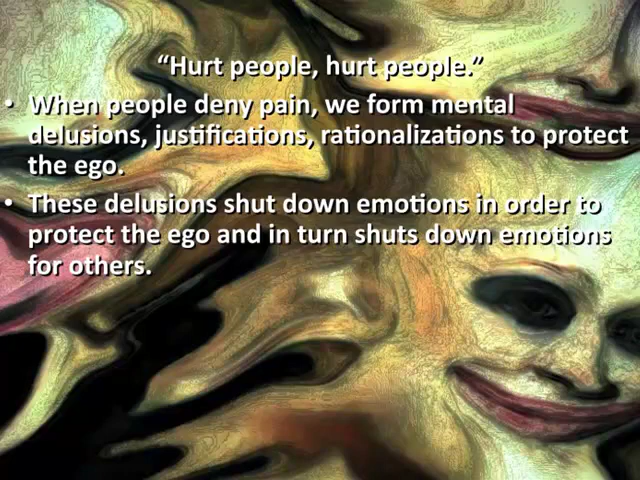 “Hurt people, hurt people.”
• When people deny pain, we form mental
delusions, justifications, rationalizations to protect
the ego.
• These delusions shut down emotions in order to
protect the ego and in turn shuts down emotions
for others.